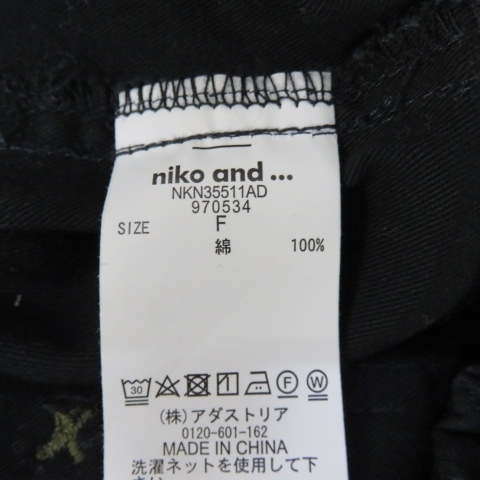 niko and ...
NKN35511AD
970534
SIZE F
綿 100%
30 F W
(株) アダストリア
0120-601-162
MADE IN CHINA
洗濯ネットを使用して下